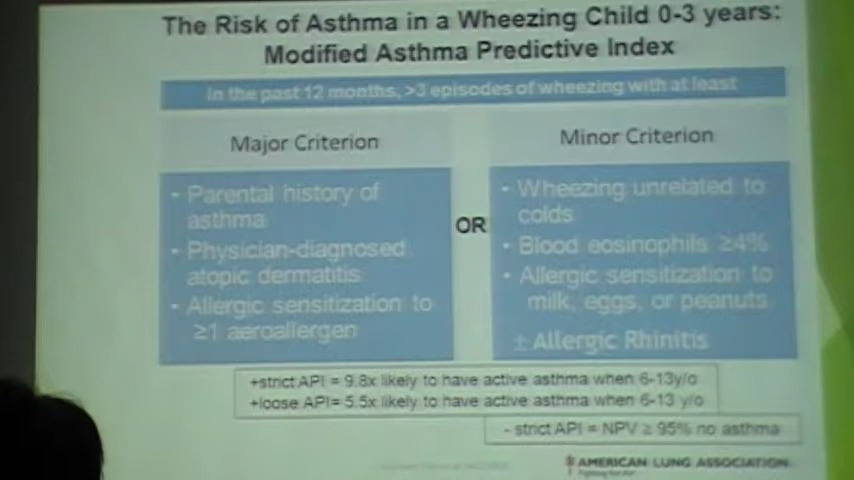 The Risk of Asthma in a Wheezing Child 0-3 years:
Modified Asthma Predictive Index
In the past 12 months, >3 episodes of wheezing with at least
Major Criterion
• Parental history of
asthma
• Physician-diagnosed
atopic dermatitis
• Allergic sensitization to
≥1 aeroallergen
OR
Minor Criterion
• Wheezing unrelated to
colds
• Blood eosinophils ≥4%
• Allergic sensitization to
milk, eggs, or peanuts
± Allergic Rhinitis
+strict API = 9.8x likely to have active asthma when 6-13y/o
+loose API= 5.5x likely to have active asthma when 6-13 y/o
- strict API = NPV ≥ 95% no asthma
AMERICAN LUNG ASSOCIATION